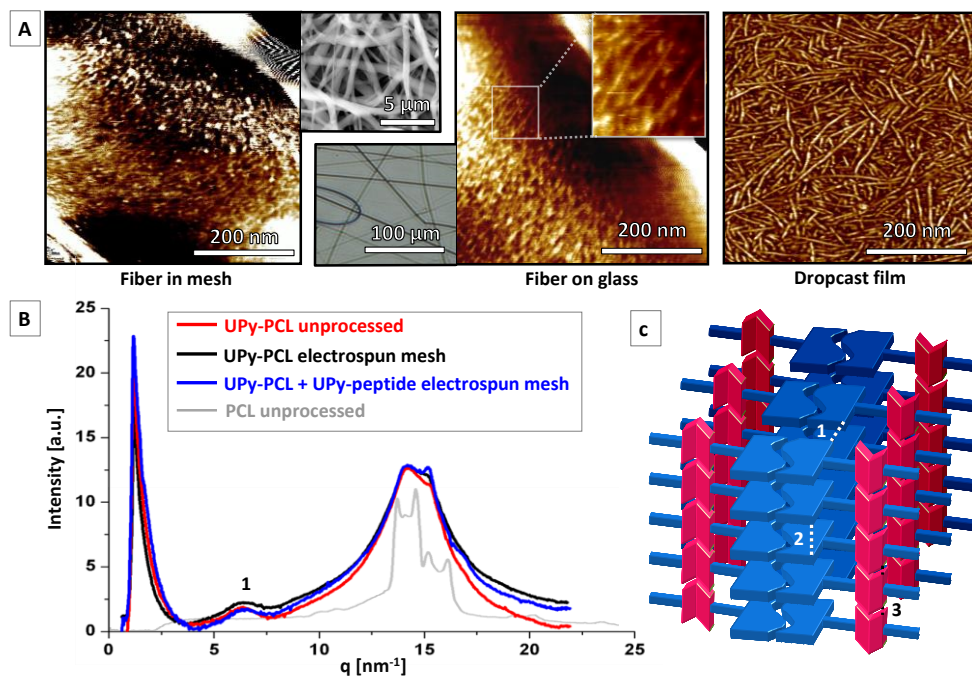 A
5 µm
200 nm
100 µm
200 nm
200 nm
Fiber in mesh
Fiber on glass
Dropcast film
B
25
20
15
10
5
0
Intensity [a.u.]
UPy-PCL unprocessed
UPy-PCL electrospun mesh
UPy-PCL + UPy-peptide electrospun mesh
PCL unprocessed
1
0
5
10
15
20
25
q [nm⁻¹]
c
1
2
3